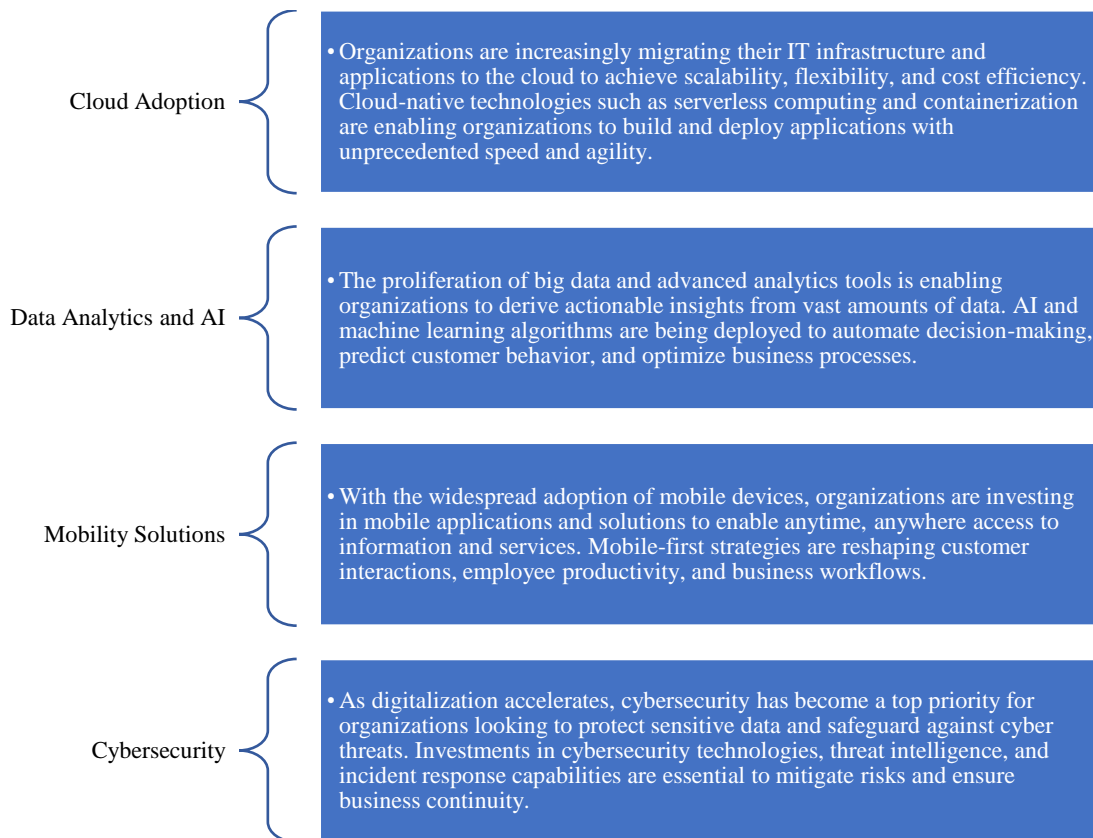 Cloud Adoption
• Organizations are increasingly migrating their IT infrastructure and
applications to the cloud to achieve scalability, flexibility, and cost efficiency.
Cloud-native technologies such as serverless computing and containerization
are enabling organizations to build and deploy applications with
unprecedented speed and agility.
Data Analytics and AI
• The proliferation of big data and advanced analytics tools is enabling
organizations to derive actionable insights from vast amounts of data. AI and
machine learning algorithms are being deployed to automate decision-making,
predict customer behavior, and optimize business processes.
Mobility Solutions
• With the widespread adoption of mobile devices, organizations are investing
in mobile applications and solutions to enable anytime, anywhere access to
information and services. Mobile-first strategies are reshaping customer
interactions, employee productivity, and business workflows.
Cybersecurity
• As digitalization accelerates, cybersecurity has become a top priority for
organizations looking to protect sensitive data and safeguard against cyber
threats. Investments in cybersecurity technologies, threat intelligence, and
incident response capabilities are essential to mitigate risks and ensure
business continuity.